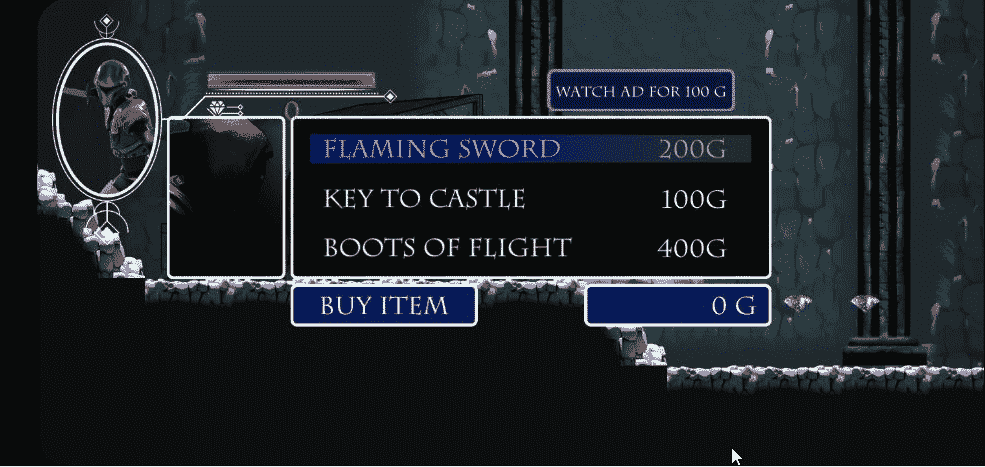 WATCH AD FOR 100 G
FLAMING SWORD 200G
KEY TO CASTLE 100G
BOOTS OF FLIGHT 400G
BUY ITEM 0 G